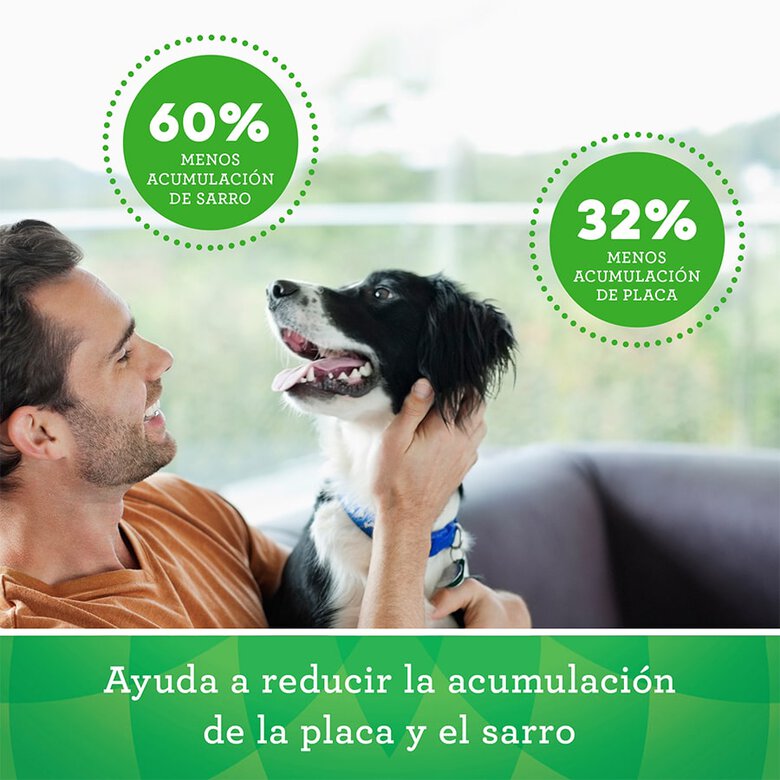 60%
MENOS
ACUMULACIÓN
DE SARRO
32%
MENOS
ACUMULACIÓN
DE PLACA
Ayuda a reducir la acumulación
de la placa y el sarro